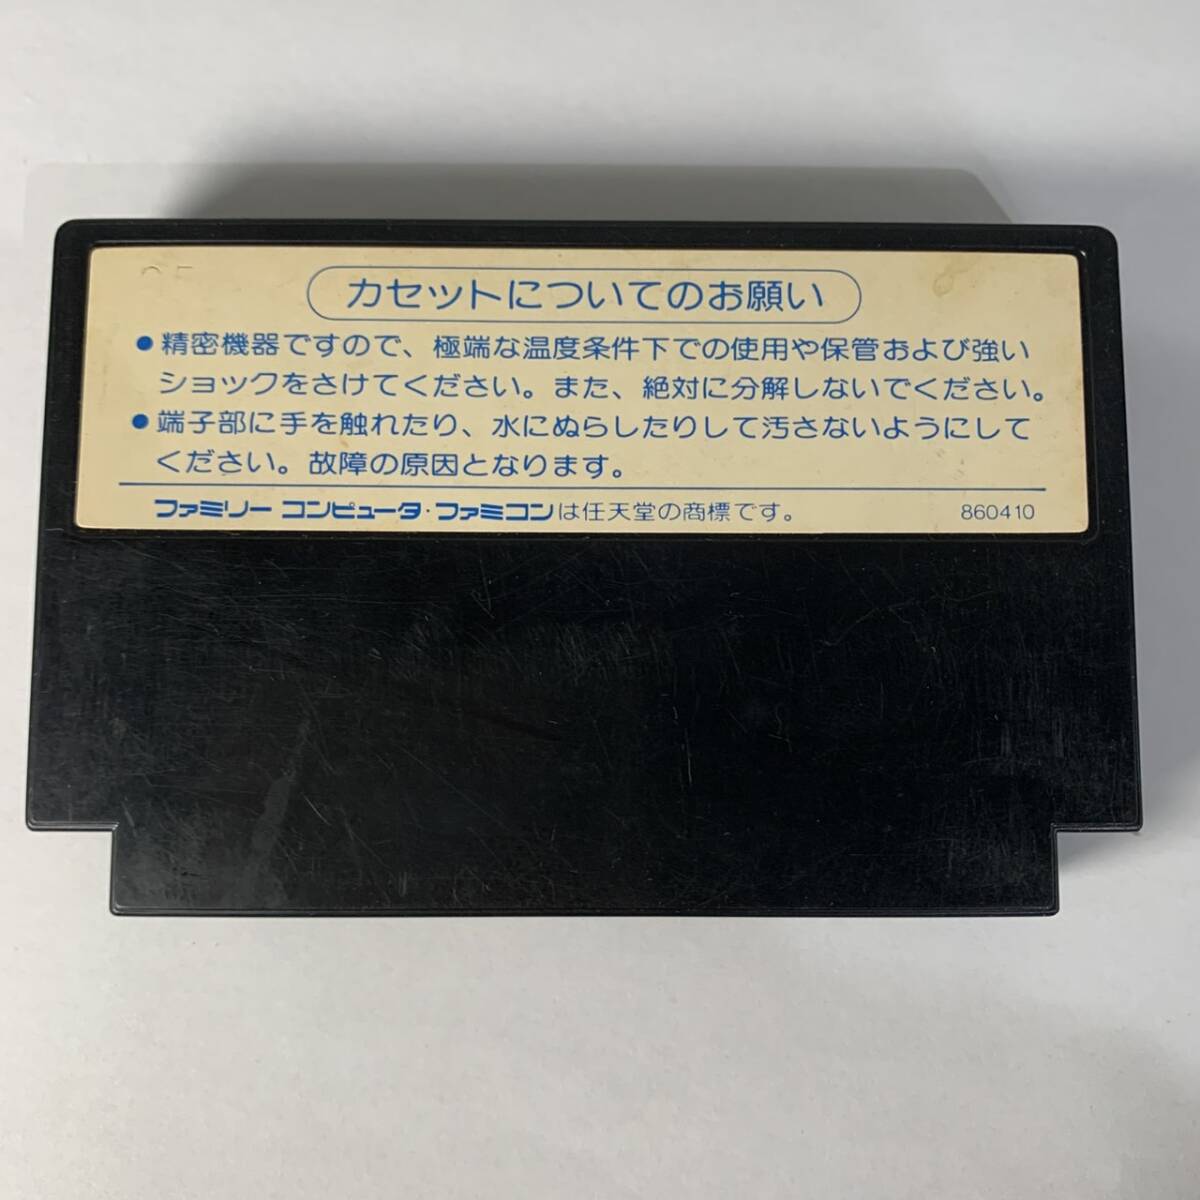 カセットについてのお願い
●精密機器ですので、極端な温度条件下での使用や保管および強い
ショックをさけてください。また、絶対に分解しないでください。
●端子部に手を触れたり、水にぬらしたりして汚さないようにして
ください。故障の原因となります。
ファミリー コンピュータ・ファミコンは任天堂の商標です。 860410